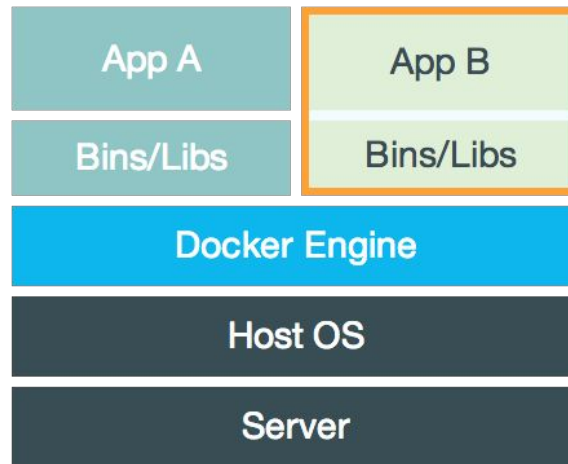 App A
App B
Bins/Libs
Bins/Libs
Docker Engine
Host OS
Server